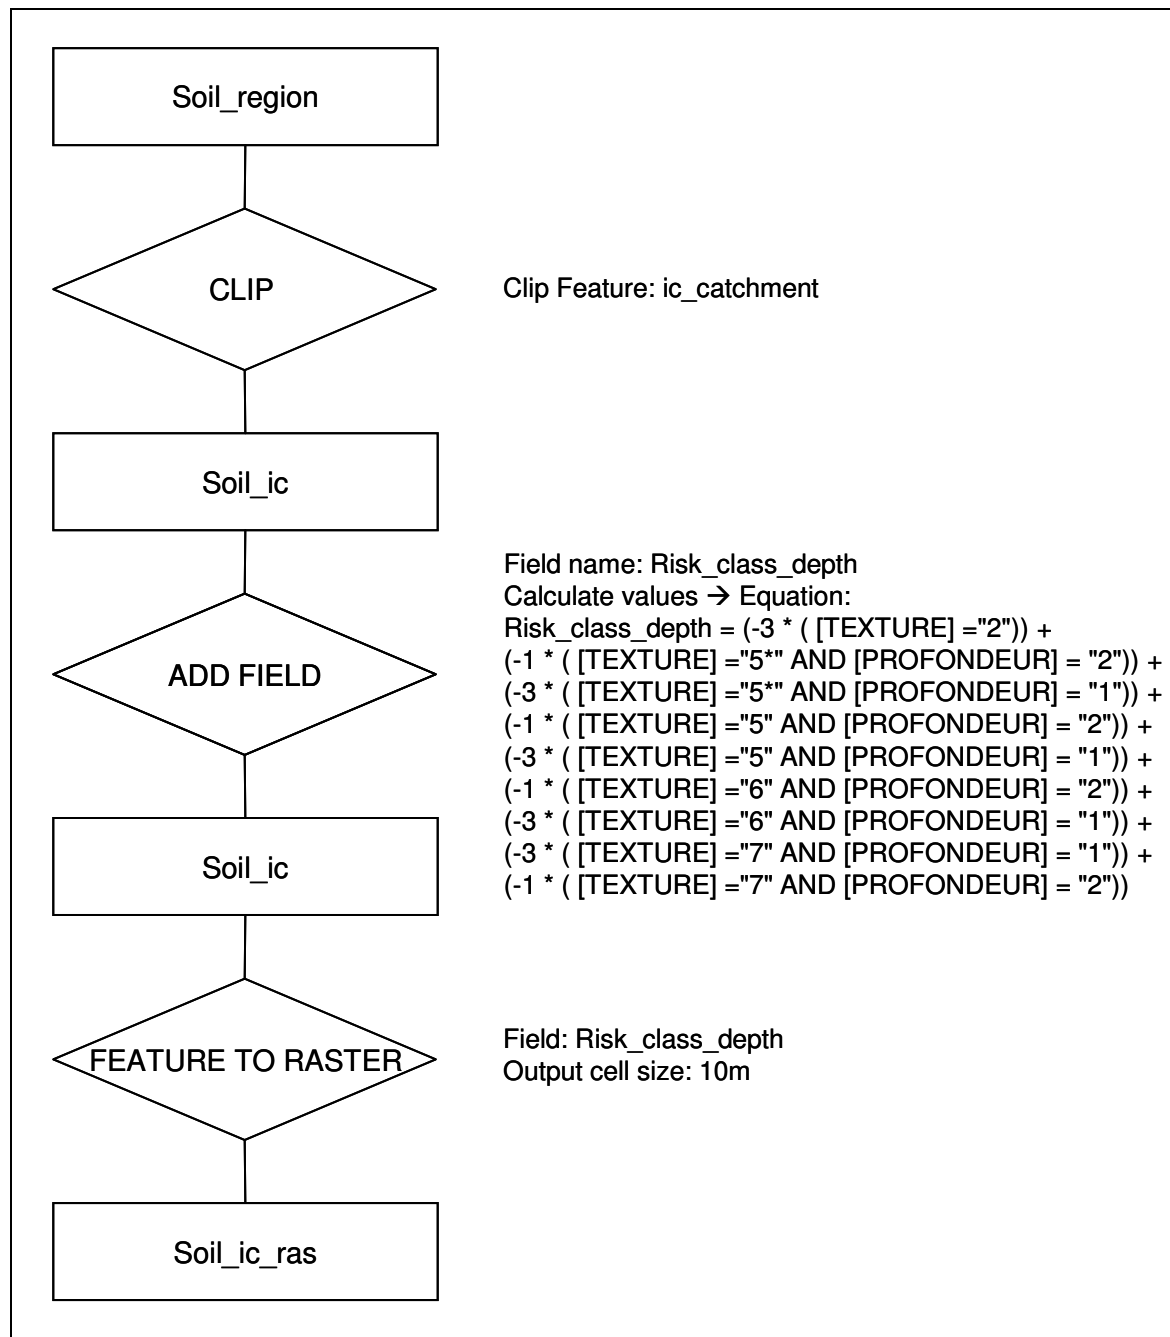 Soil_region
CLIP
Clip Feature: ic_catchment
Soil_ic
Field name: Risk_class_depth
Calculate values → Equation:
Risk_class_depth = (-3 * ( [TEXTURE] ="2")) +
(-1 * ( [TEXTURE] ="5*" AND [PROFONDEUR] = "2")) +
(-3 * ( [TEXTURE] ="5*" AND [PROFONDEUR] = "1")) +
(-1 * ( [TEXTURE] ="5" AND [PROFONDEUR] = "2")) +
(-3 * ( [TEXTURE] ="5" AND [PROFONDEUR] = "1")) +
(-1 * ( [TEXTURE] ="6" AND [PROFONDEUR] = "2")) +
(-3 * ( [TEXTURE] ="6" AND [PROFONDEUR] = "1")) +
(-3 * ( [TEXTURE] ="7" AND [PROFONDEUR] = "1")) +
(-1 * ( [TEXTURE] ="7" AND [PROFONDEUR] = "2"))
ADD FIELD
Soil_ic
FEATURE TO RASTER
Field: Risk_class_depth
Output cell size: 10m
Soil_ic_ras